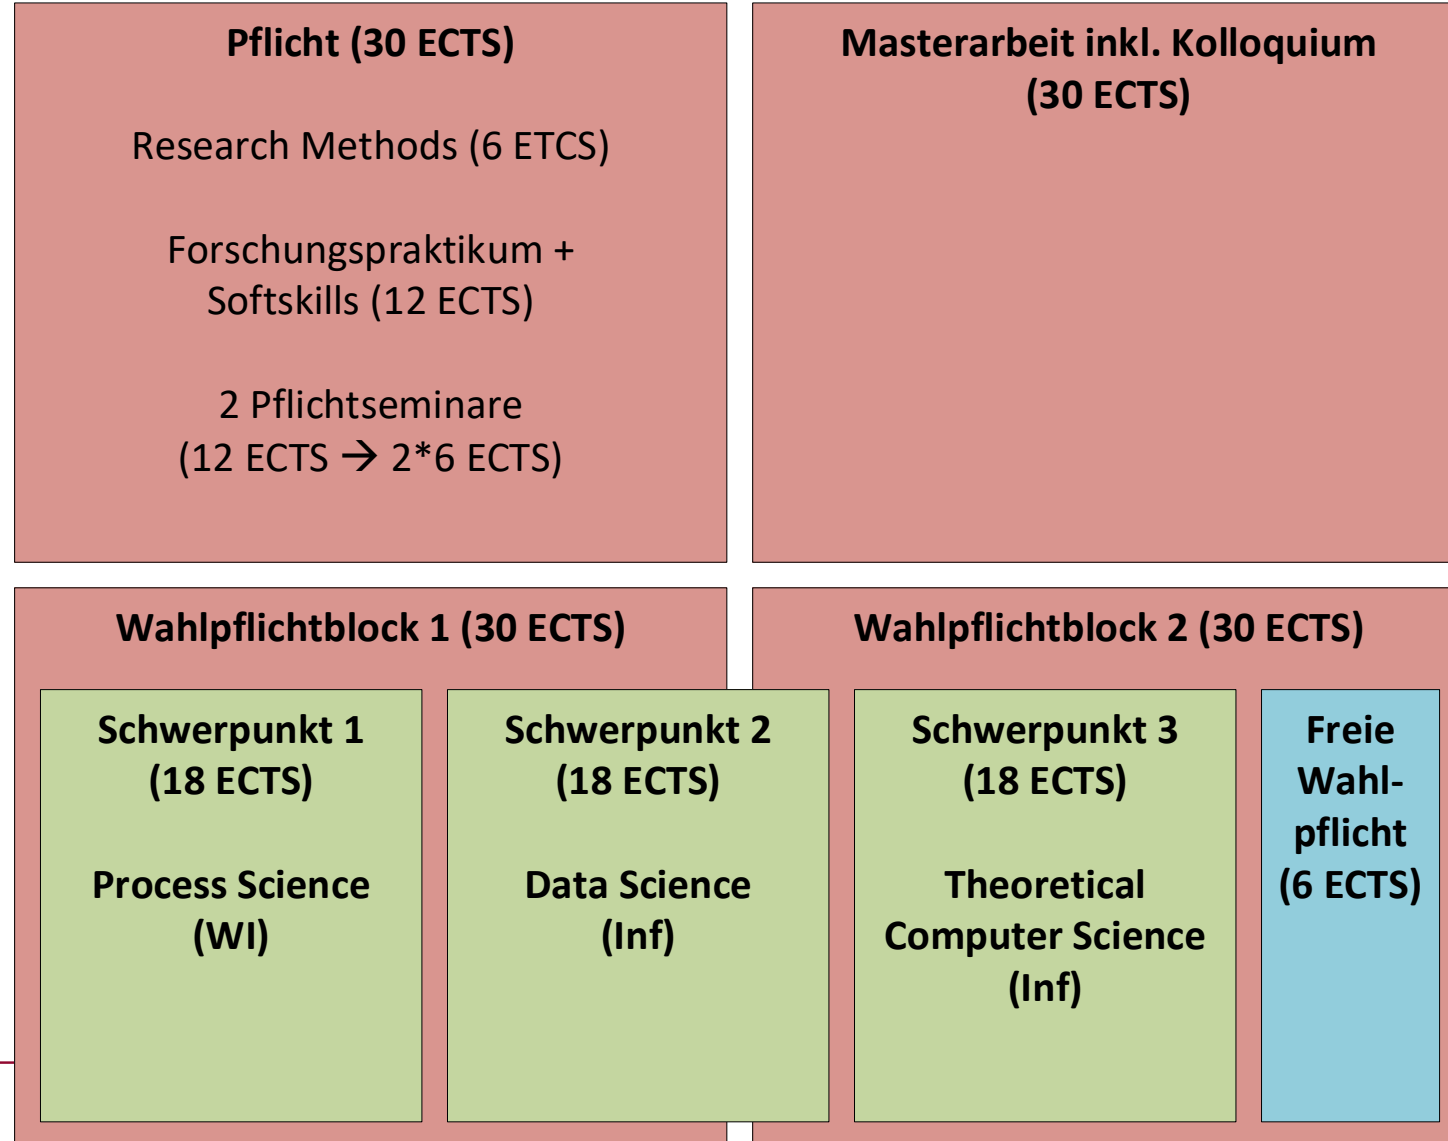 Pflicht (30 ECTS)
Research Methods (6 ETCS)
Forschungspraktikum +
Softskills (12 ECTS)
2 Pflichtseminare
(12 ECTS → 2*6 ECTS)
Masterarbeit inkl. Kolloquium
(30 ECTS)
Wahlpflichtblock 1 (30 ECTS)
Wahlpflichtblock 2 (30 ECTS)
Schwerpunkt 1
(18 ECTS)
Process Science
(WI)
Schwerpunkt 2
(18 ECTS)
Data Science
(Inf)
Schwerpunkt 3
(18 ECTS)
Theoretical
Computer Science
(Inf)
Freie
Wahl-
pflicht
(6 ECTS)